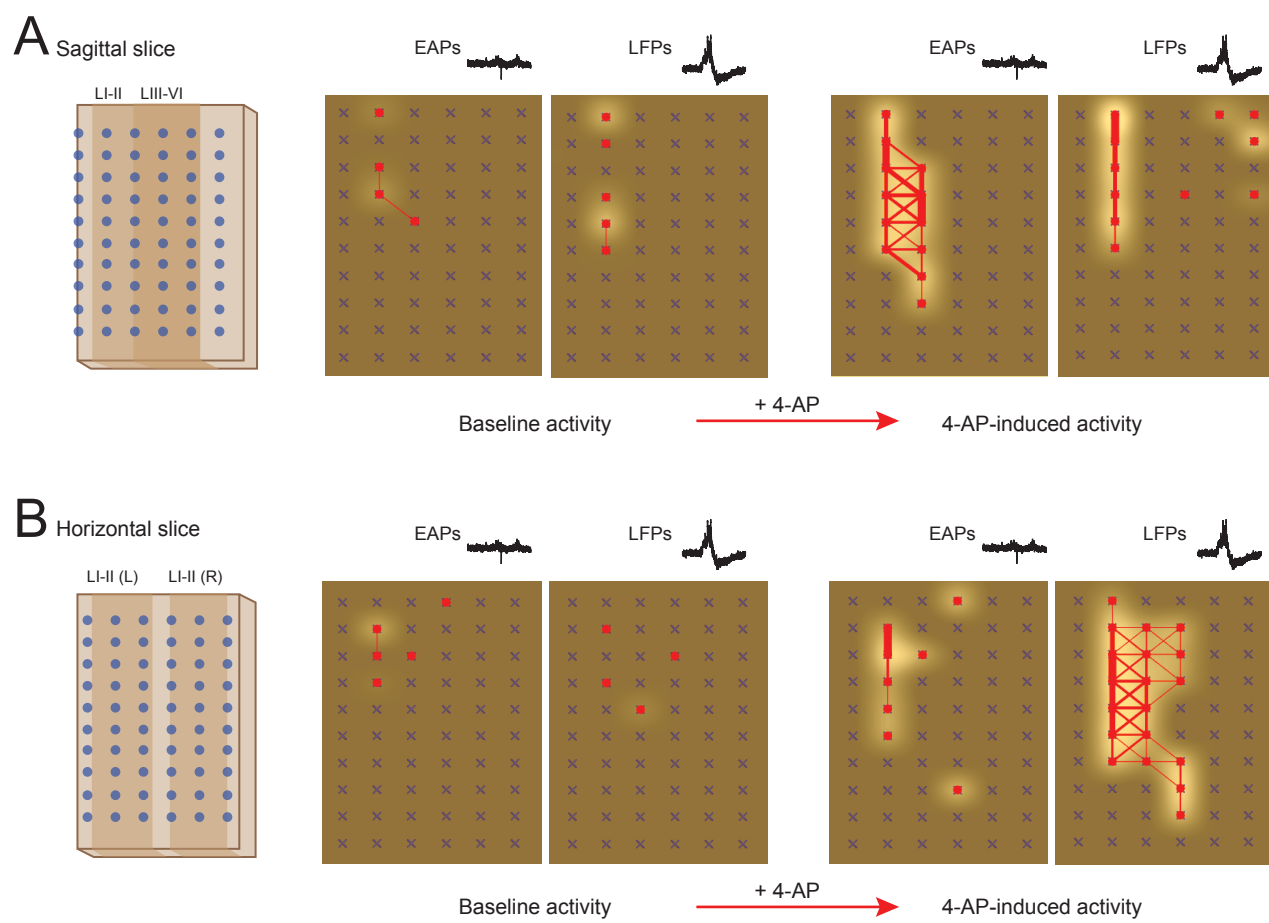 A Sagittal slice
LI-II LIII-VI
EAPs LFPs EAPs LFPs
+ 4-AP
Baseline activity 4-AP-induced activity
B Horizontal slice
LI-II (L) LI-II (R)
EAPs LFPs EAPs LFPs
+ 4-AP
Baseline activity 4-AP-induced activity